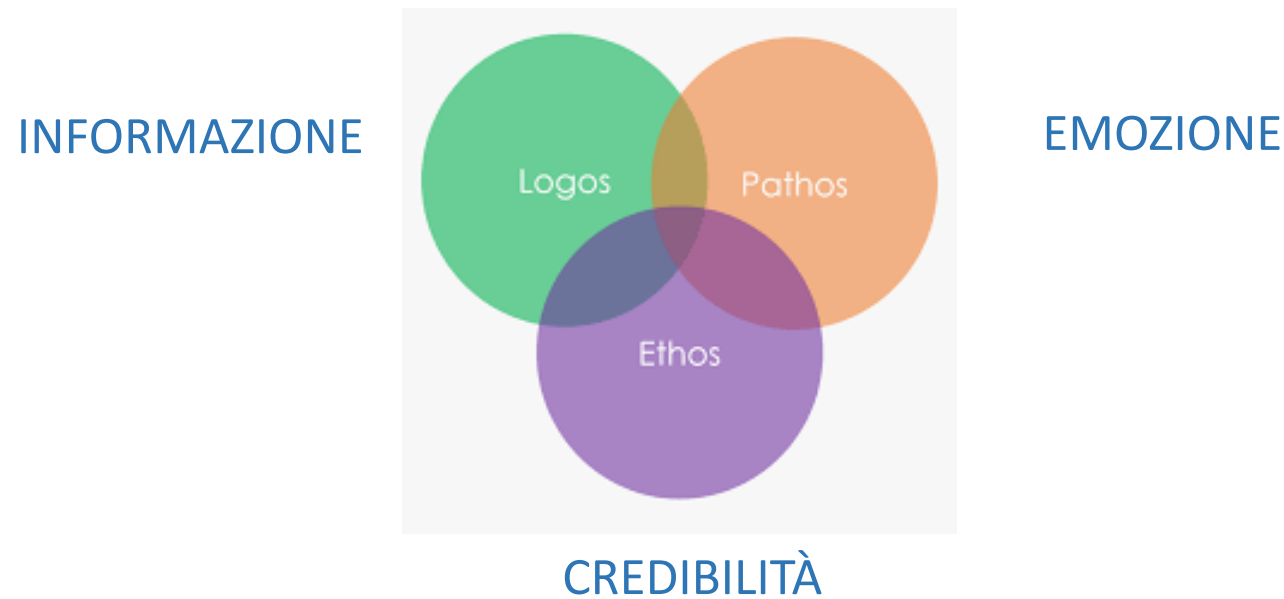 INFORMAZIONE
EMOZIONE
Logos
Pathos
Ethos
CREDIBILITÀ